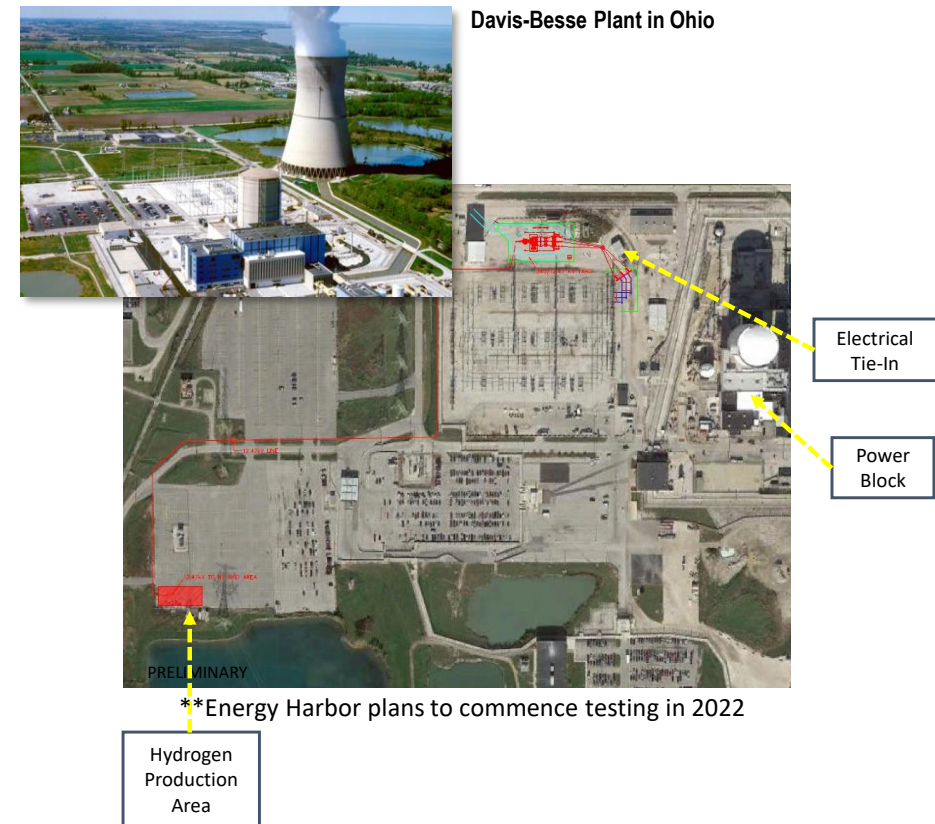 Davis-Besse Plant in Ohio
Electrical
Tie-In
Power
Block
PRELIMINARY
**Energy Harbor plans to commence testing in 2022
Hydrogen
Production
Area